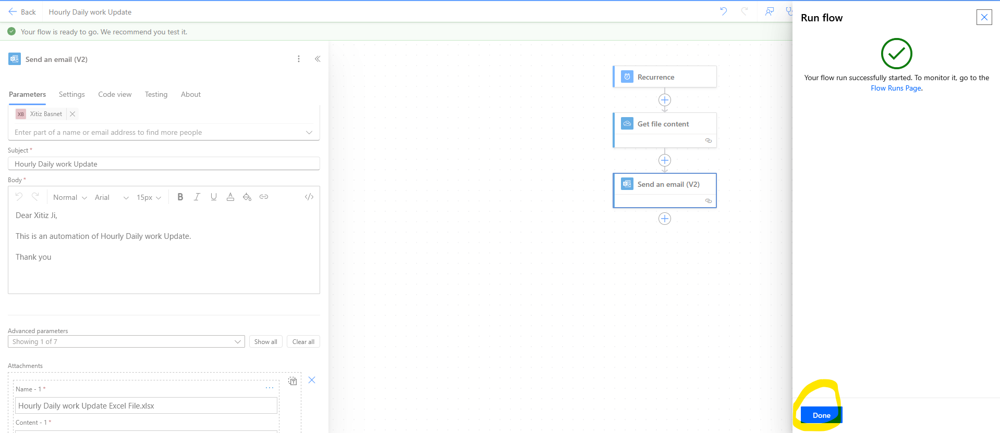 Back
Hourly Daily work Update
Your flow is ready to go. We recommend you test it.
Send an email (V2)
Parameters
Settings
Code view
Testing
About
XB
Xitiz Basnet
Enter part of a name or email address to find more people
Subject *
Hourly Daily work Update
Body *
Normal
Arial
15px
B
I
U
A
</>
Dear Xitiz Ji,
This is an automation of Hourly Daily work Update.
Thank you
Advanced parameters
Showing 1 of 7
Show all
Clear all
Attachments
Name - 1 *
Hourly Daily work Update Excel File.xlsx
Content - 1 *
Recurrence
Get file content
Send an email (V2)
Run flow
Your flow run successfully started. To monitor it, go to the
Flow Runs Page.
Done